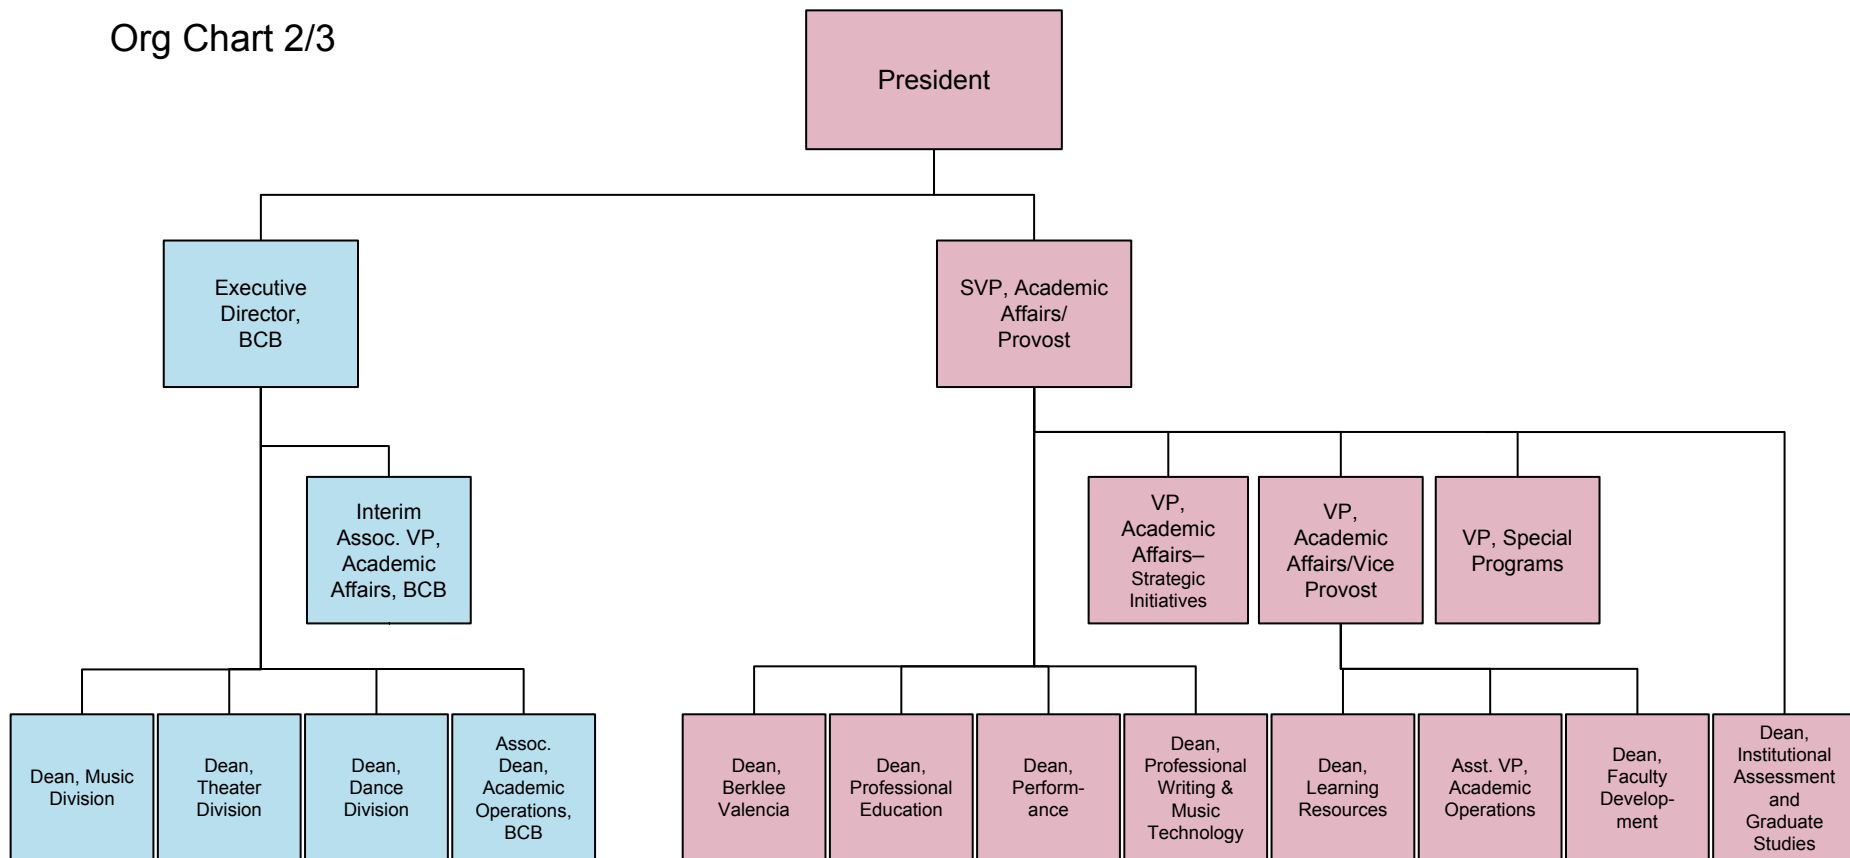 Org Chart 2/3
President
Executive
Director,
BCB
SVP, Academic
Affairs/
Provost
Interim
Assoc. VP,
Academic
Affairs, BCB
VP,
Academic
Affairs–
Strategic
Initiatives
VP,
Academic
Affairs/Vice
Provost
VP, Special
Programs
Dean, Music
Division
Dean,
Theater
Division
Dean,
Dance
Division
Assoc.
Dean,
Academic
Operations,
BCB
Dean,
Berklee
Valencia
Dean,
Professional
Education
Dean,
Perform-
ance
Dean,
Professional
Writing &
Music
Technology
Dean,
Learning
Resources
Asst. VP,
Academic
Operations
Dean,
Faculty
Develop-
ment
Dean,
Institutional
Assessment
and
Graduate
Studies